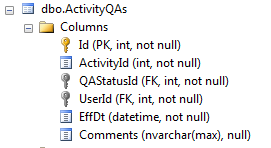 dbo.ActivityQAs
Columns
Id (PK, int, not null)
ActivityId (int, not null)
QAStatusId (FK, int, not null)
UserId (FK, int, not null)
EffDt (datetime, not null)
Comments (nvarchar(max), null)